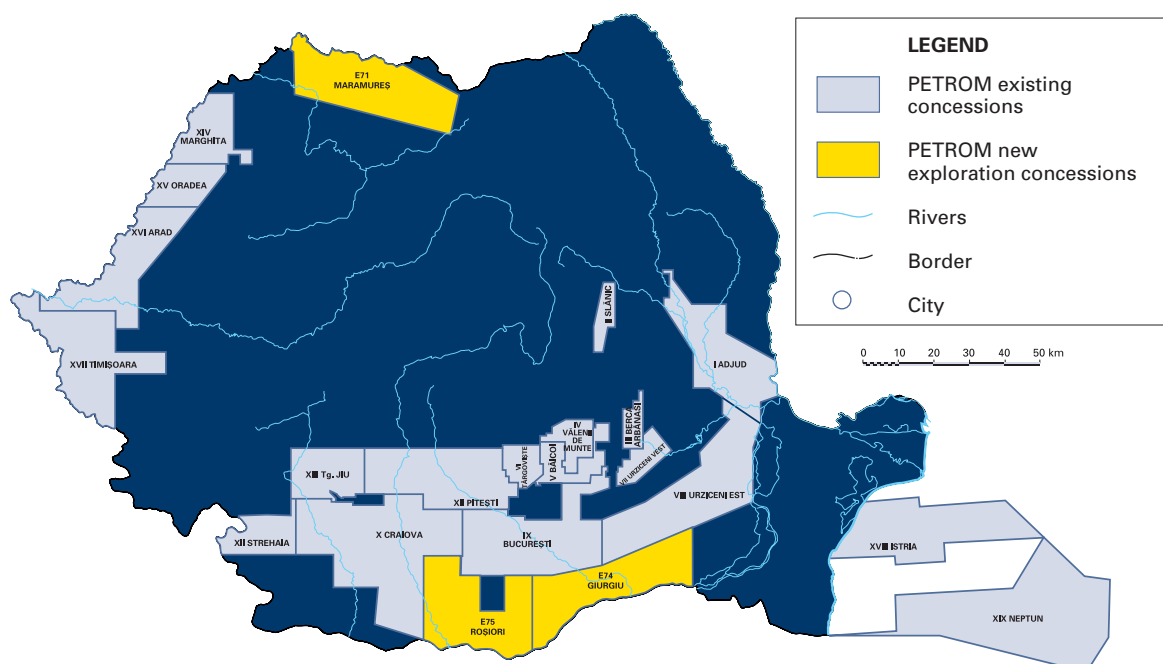 E71
MARAMUREȘ
XIV
MARGHITA
XV ORADEA
XVI ARAD
XVII TIMIȘOARA
II SLĂNIC
I ADJUD
IV
VĂLENII
DE
MUNTE
III BERCA
ARBĂNAȘI
VI
TÂRGOVIȘTE
V BĂICOI
VII URZICENI VEST
XIII Tg. JIU
XII PITEȘTI
VIII URZICENI EST
XII STREHAIA
X CRAIOVA
IX
BUCUREȘTI
E74
GIURGIU
E75
ROȘIORI
XVIII ISTRIA
XIX NEPTUN
LEGEND
PETROM existing
concessions
PETROM new
exploration concessions
Rivers
Border
City
0 10 20 30 40 50 km